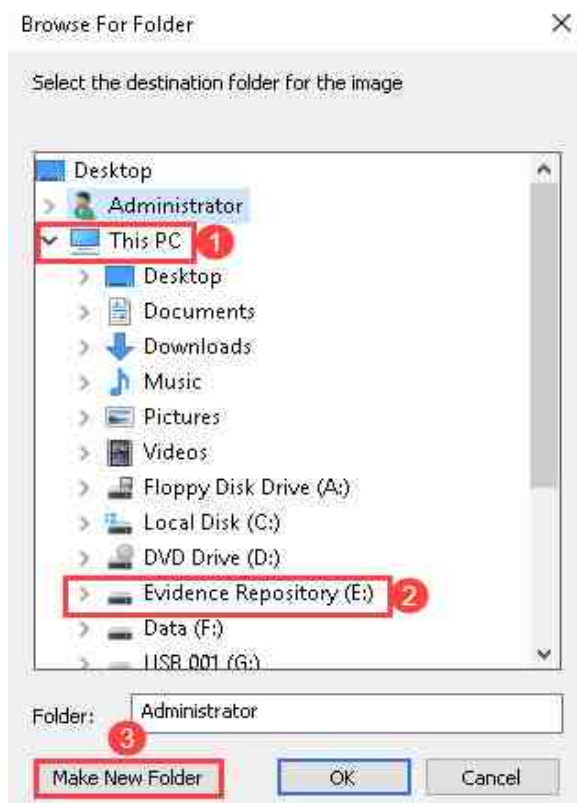 Browse For Folder
Select the destination folder for the image
Desktop
Administrator
This PC 1
Desktop
Documents
Downloads
Music
Pictures
Videos
Floppy Disk Drive (A:)
Local Disk (C:)
DVD Drive (D:)
Evidence Repository (E:) 2
Data (F:)
USB 001 (G:)
Folder: Administrator
3
Make New Folder OK Cancel